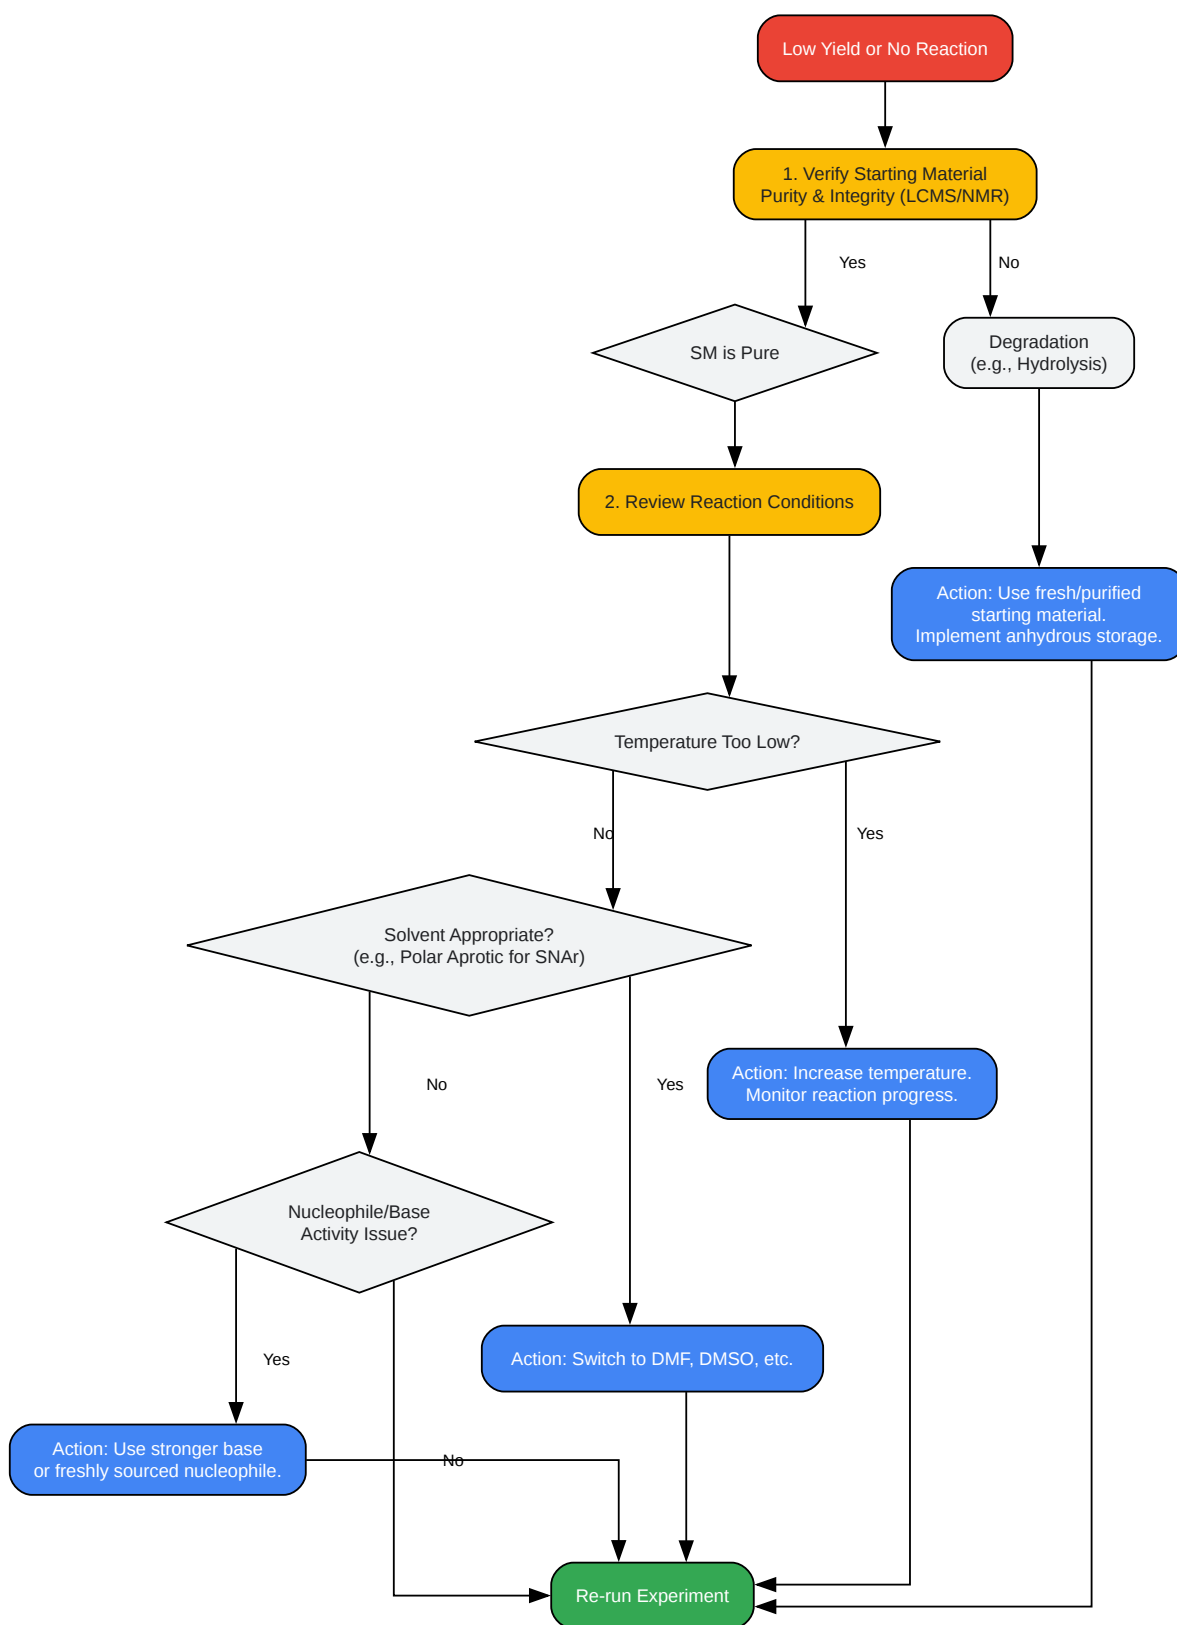 Low Yield or No Reaction
1. Verify Starting Material
Purity & Integrity (LCMS/NMR)
Yes
No
SM is Pure
Degradation
(e.g., Hydrolysis)
2. Review Reaction Conditions
Action: Use fresh/purified
starting material.
Implement anhydrous storage.
Temperature Too Low?
No
Yes
Solvent Appropriate?
(e.g., Polar Aprotic for SNAr)
No
Yes
Action: Increase temperature.
Monitor reaction progress.
Nucleophile/Base
Activity Issue?
Yes
Action: Switch to DMF, DMSO, etc.
Action: Use stronger base
or freshly sourced nucleophile.
No
Re-run Experiment